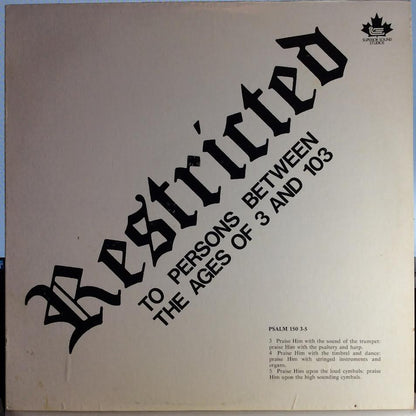 SUPERIOR SOUND
STUDIOS
Restricted
TO PERSONS BETWEEN
THE AGES OF 3 AND 103
PSALM 150 3-5
3 Praise Him with the sound of the trumpet:
praise Him with the psaltery and harp.
4 Praise Him with the timbrel and dance:
praise Him with stringed instruments and
organs.
5 Praise Him upon the loud cymbals: praise
Him upon the high sounding cymbals.